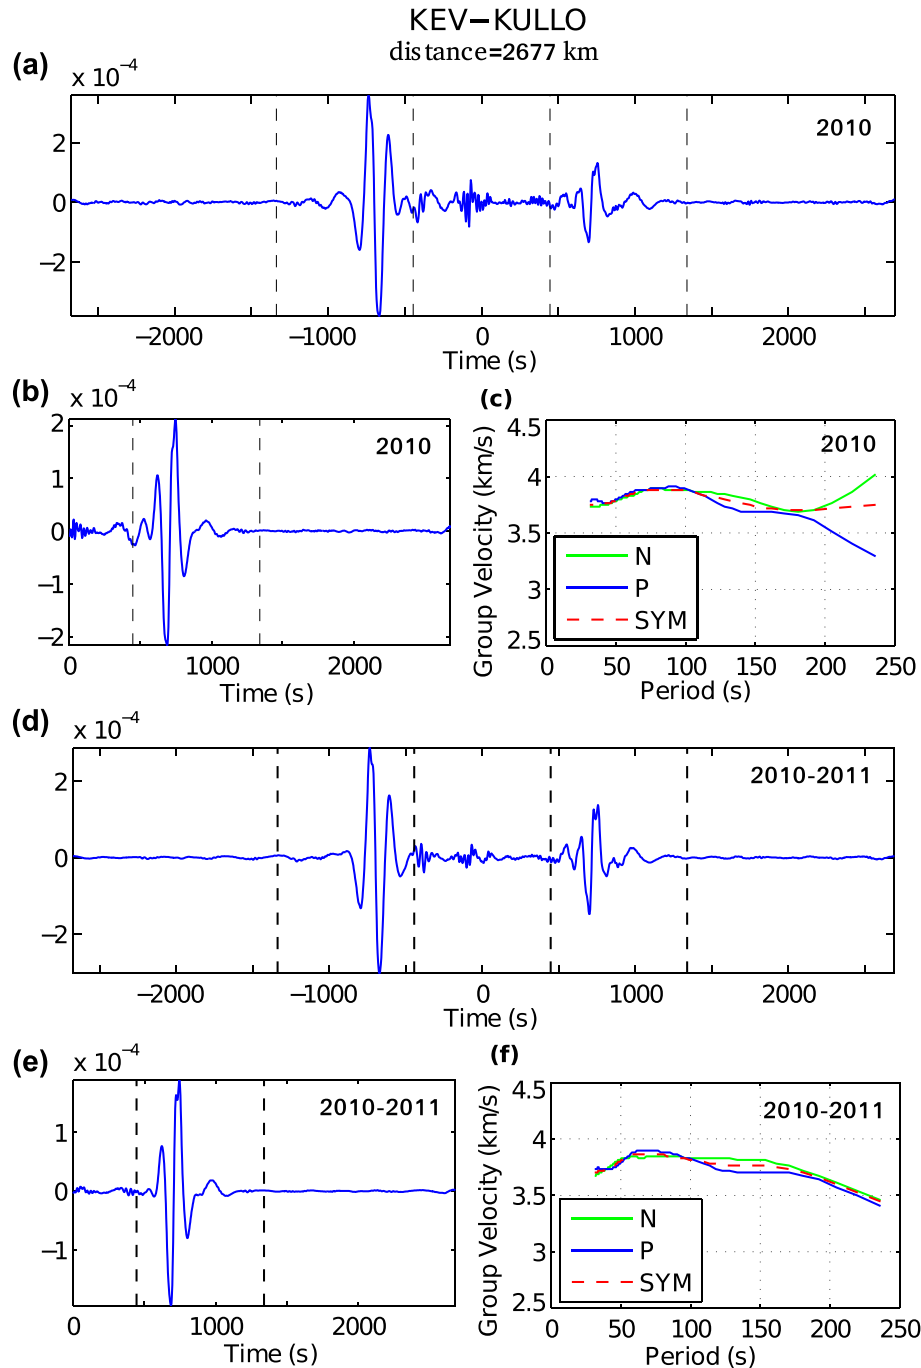 KEV−KULLO
distance=2677 km
(a)
x 10⁻⁴
2010
2
0
−2
−2000 −1000 0 1000 2000
Time (s)
(b)
x 10⁻⁴
2010
2
1
0
−1
−2
0 1000 2000
Time (s)
(c)
2010
Group Velocity (km/s)
4.5
4
3.5
3
2.5
N
P
SYM
0 50 100 150 200 250
Period (s)
(d)
x 10⁻⁴
2010-2011
2
0
−2
−2000 −1000 0 1000 2000
Time (s)
(e)
x 10⁻⁴
2010-2011
1
0
−1
0 1000 2000
Time (s)
(f)
2010-2011
Group Velocity (km/s)
4.5
4
3.5
3
2.5
N
P
SYM
0 50 100 150 200 250
Period (s)